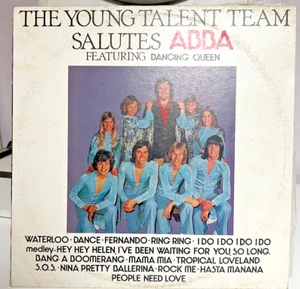 THE YOUNG TALENT TEAM
SALUTES ABBA
FEATURING DANCING QUEEN
WATERLOO · DANCE · FERNANDO · RING RING · I DO I DO I DO I DO
medley-HEY HEY HELEN I'VE BEEN WAITING FOR YOU SO LONG.
BANG A BOOMERANG · MAMA MIA · TROPICAL LOVELAND
S.O.S. · NINA PRETTY BALLERINA · ROCK ME · HASTA MANANA
PEOPLE NEED LOVE